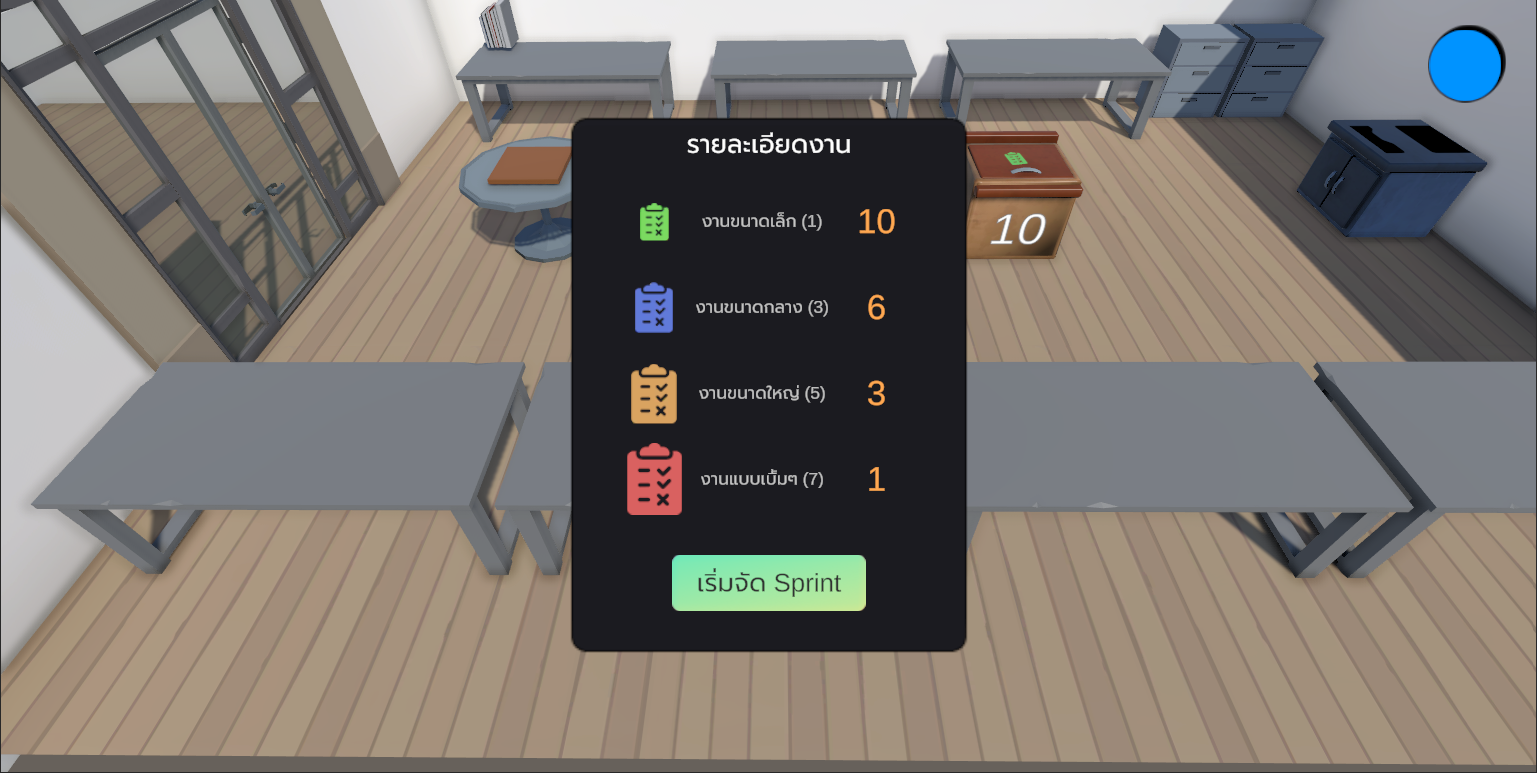 รายละเอียดงาน
งานขนาดเล็ก (1) 10
งานขนาดกลาง (3) 6
งานขนาดใหญ่ (5) 3
งานแบบเบิ้มๆ (7) 1
เริ่มจัด Sprint
10